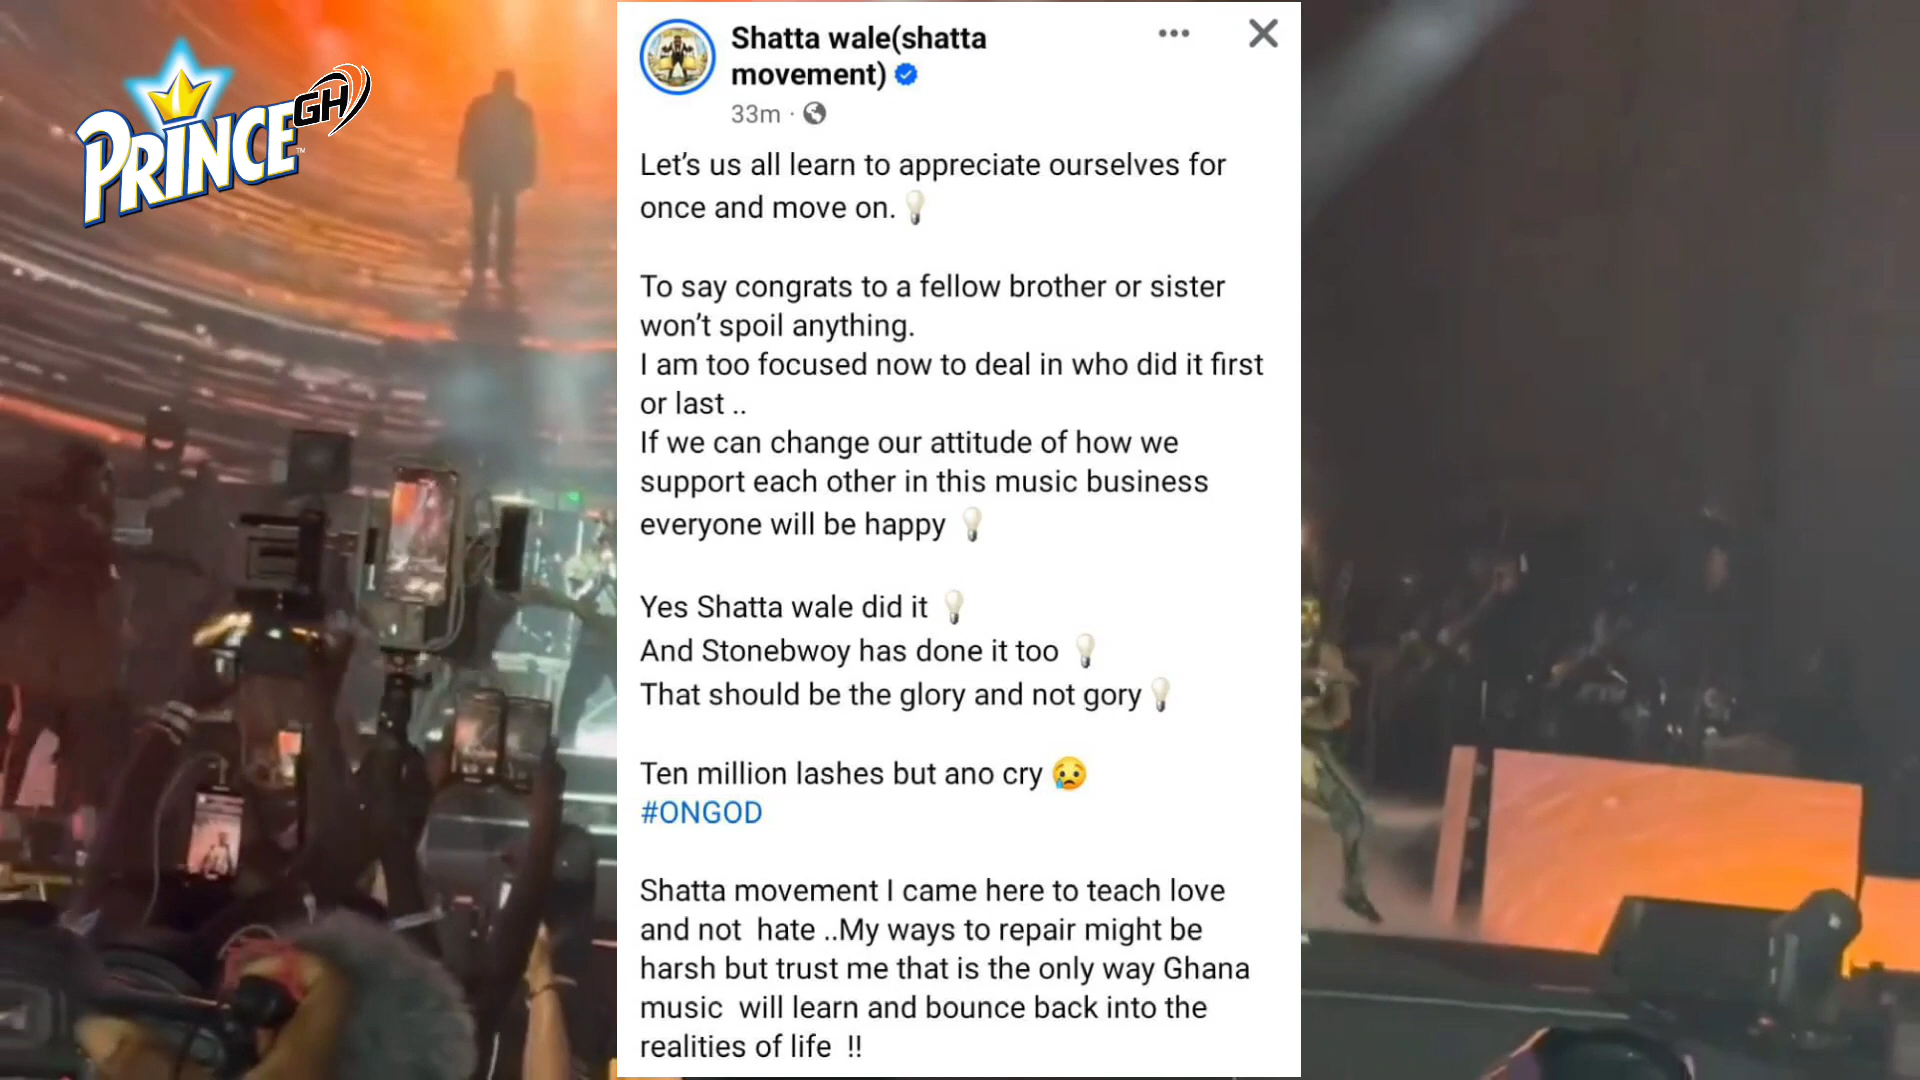 PRINCE GH
TM
Shatta wale(shatta
movement)
33m ·
Let’s us all learn to appreciate ourselves for
once and move on.💡
To say congrats to a fellow brother or sister
won’t spoil anything.
I am too focused now to deal in who did it first
or last ..
If we can change our attitude of how we
support each other in this music business
everyone will be happy 💡
Yes Shatta wale did it 💡
And Stonebwoy has done it too 💡
That should be the glory and not gory💡
Ten million lashes but ano cry 😢
#ONGOD
Shatta movement I came here to teach love
and not  hate ..My ways to repair might be
harsh but trust me that is the only way Ghana
music  will learn and bounce back into the
realities of life  !!